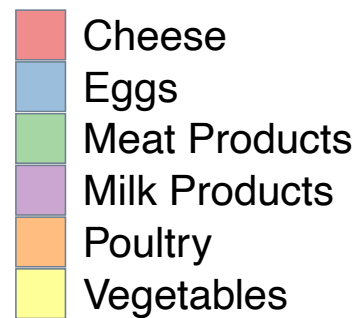 Cheese
Eggs
Meat Products
Milk Products
Poultry
Vegetables